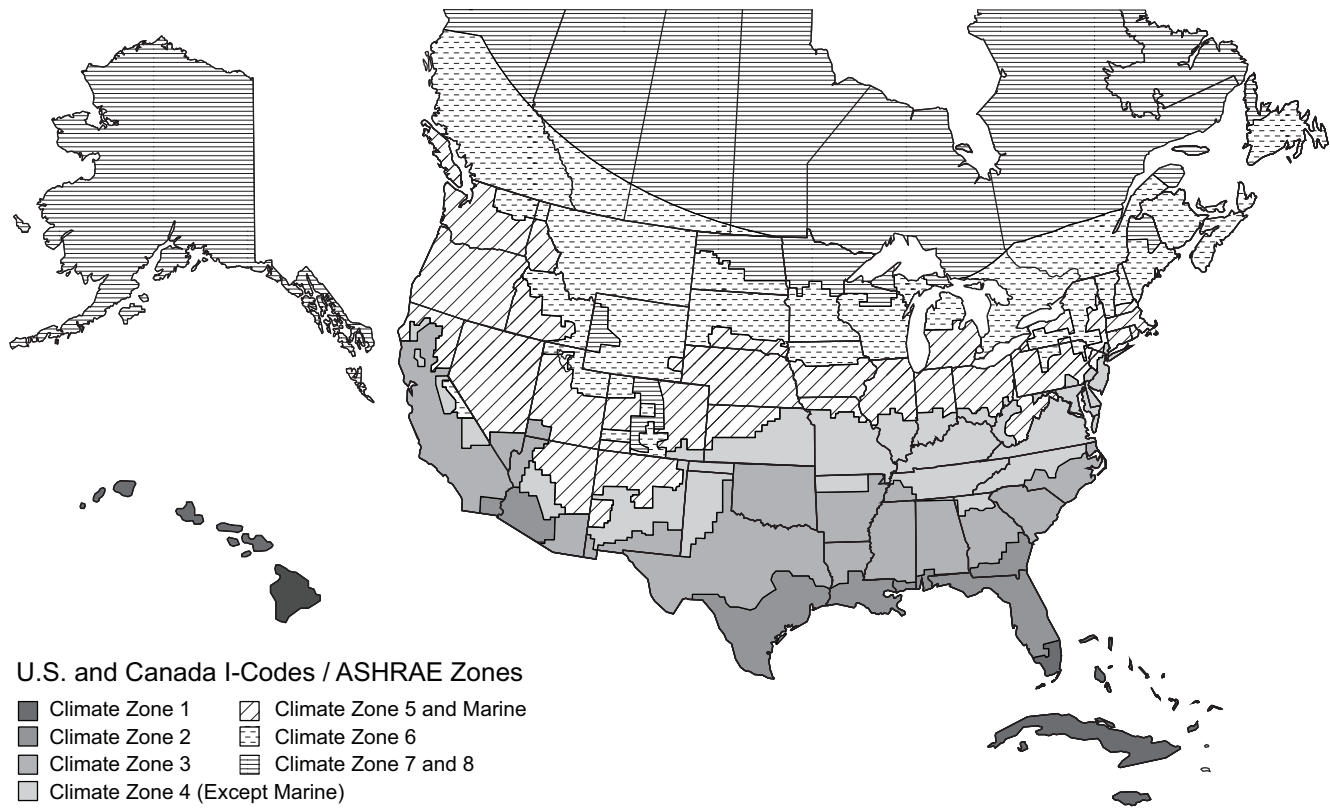 U.S. and Canada I-Codes / ASHRAE Zones
Climate Zone 1
Climate Zone 2
Climate Zone 3
Climate Zone 4 (Except Marine)
Climate Zone 5 and Marine
Climate Zone 6
Climate Zone 7 and 8